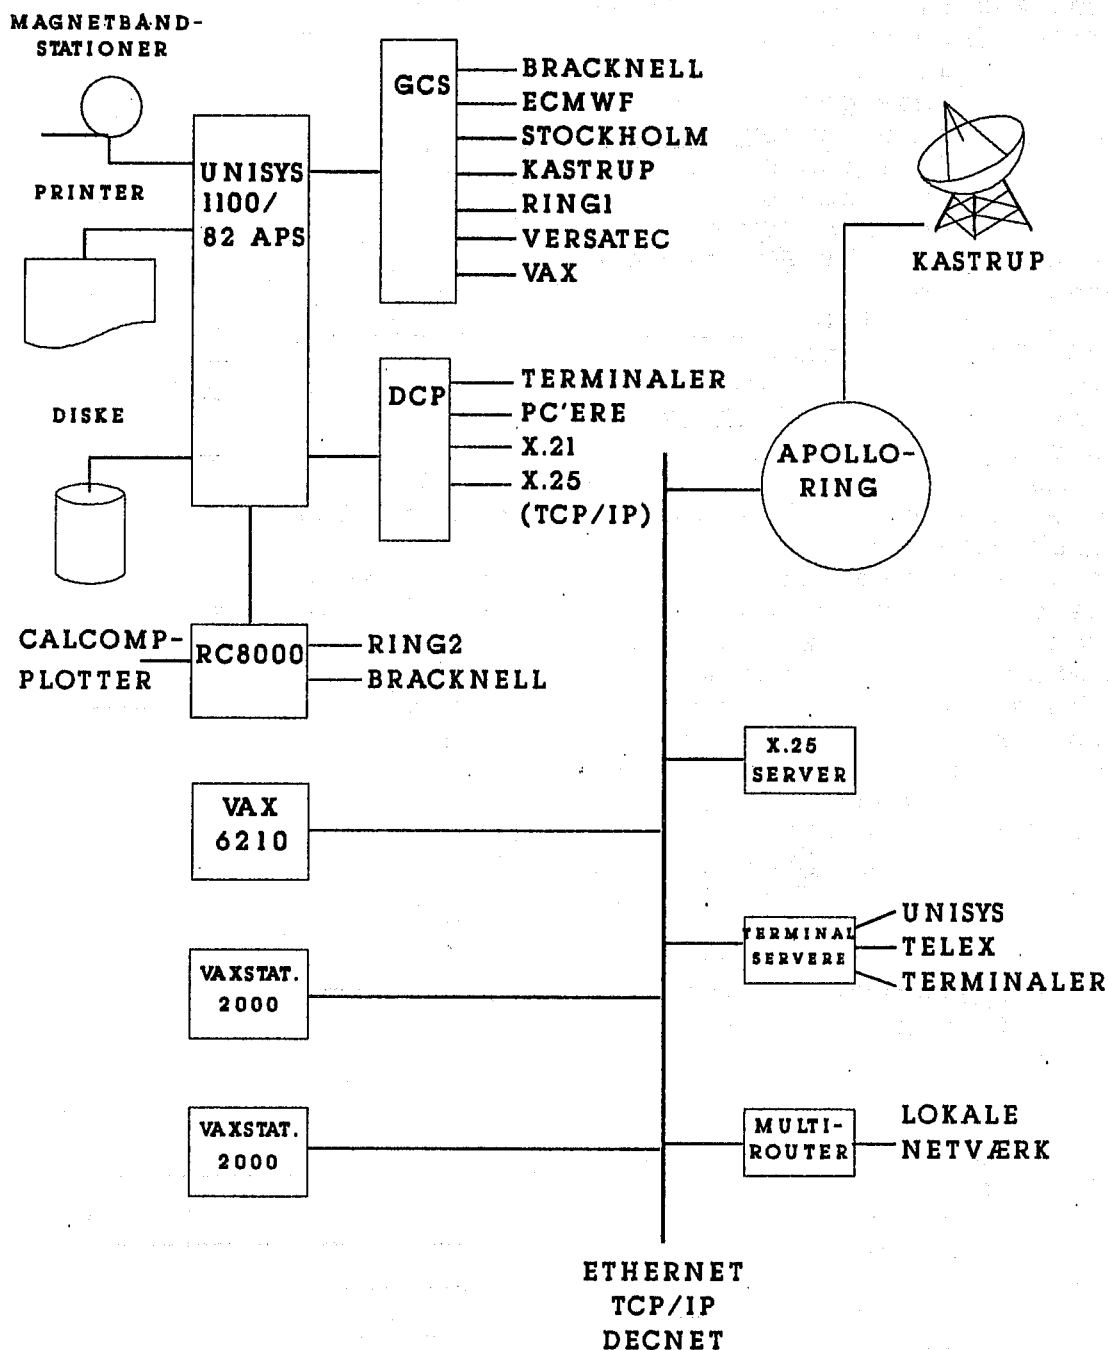 MAGNETBAND-
STATIONER
PRINTER
DISKE
UNISYS
1100/
82 APS
GCS
BRACKNELL
ECMWF
STOCKHOLM
KASTRUP
RING1
VERSATEC
VAX
KASTRUP
DCP
TERMINALER
PC'ERE
X.21
X.25
(TCP/IP)
APOLLO-
RING
CALCOMP-
PLOTTER
RC8000
RING2
BRACKNELL
X.25
SERVER
VAX
6210
TERMINAL
SERVERE
UNISYS
TELEX
TERMINALER
VAXSTAT.
2000
VAXSTAT.
2000
MULTI-
ROUTER
LOKALE
NETVÆRK
ETHERNET
TCP/IP
DECNET